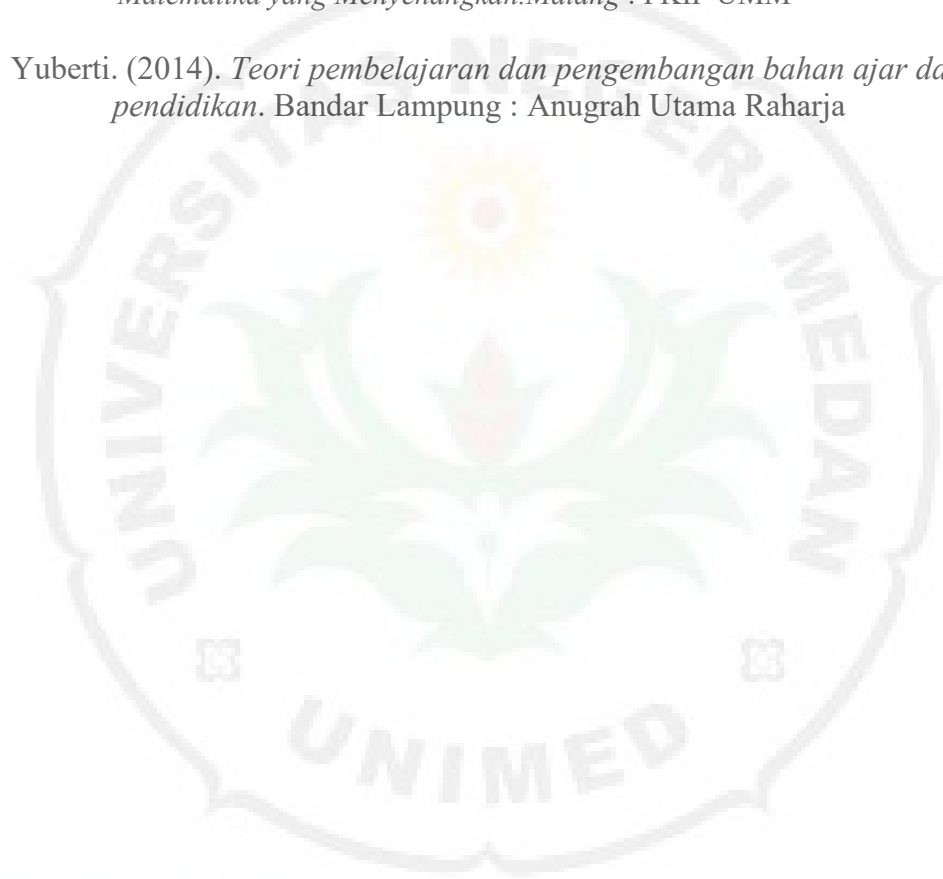 Matematika yang Menyenangkan.Malang : FKIP UMM
Yuberti. (2014). Teori pembelajaran dan pengembangan bahan ajar da
pendidikan. Bandar Lampung : Anugrah Utama Raharja
UNIVERSITAS NEGERI MEDAN
UNIMED